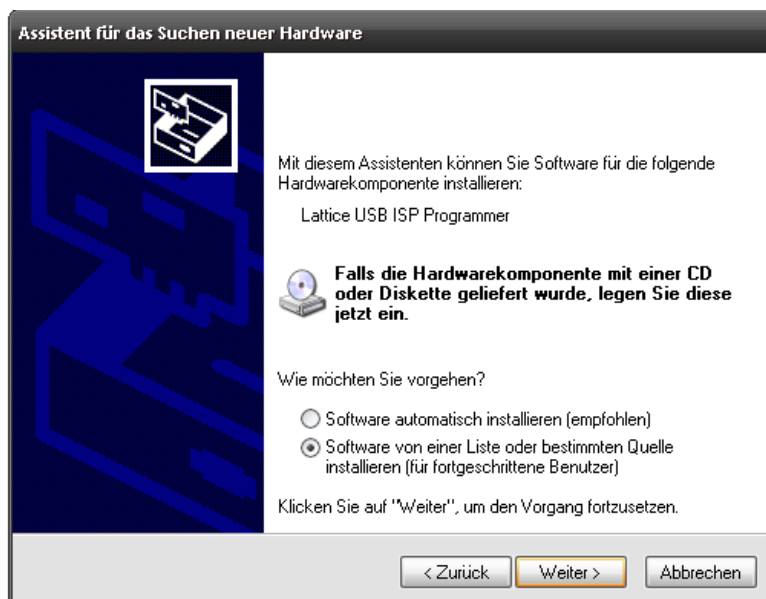 Assistent für das Suchen neuer Hardware
Mit diesem Assistenten können Sie Software für die folgende
Hardwarekomponente installieren:
Lattice USB ISP Programmer
Falls die Hardwarekomponente mit einer CD
oder Diskette geliefert wurde, legen Sie diese
jetzt ein.
Wie möchten Sie vorgehen?
Software automatisch installieren (empfohlen)
Software von einer Liste oder bestimmten Quelle
installieren (für fortgeschrittene Benutzer)
Klicken Sie auf "Weiter", um den Vorgang fortzusetzen.
< Zurück Weiter > Abbrechen